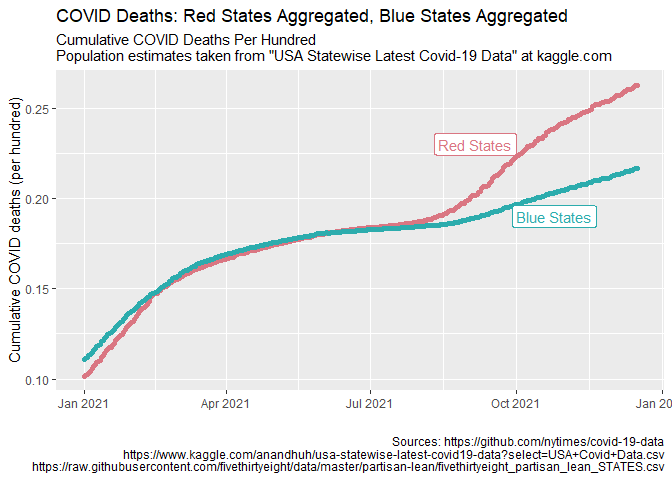 COVID Deaths: Red States Aggregated, Blue States Aggregated
Cumulative COVID Deaths Per Hundred
Population estimates taken from "USA Statewise Latest Covid-19 Data" at kaggle.com
Cumulative COVID deaths (per hundred)
0.25
0.20
0.15
0.10
Red States
Blue States
Jan 2021 Apr 2021 Jul 2021 Oct 2021 Jan 20
Sources: https://github.com/nytimes/covid-19-data
https://www.kaggle.com/anandhuh/usa-statewise-latest-covid19-data?select=USA+Covid+Data.csv
https://raw.githubusercontent.com/fivethirtyeight/data/master/partisan-lean/fivethirtyeight_partisan_lean_STATES.csv